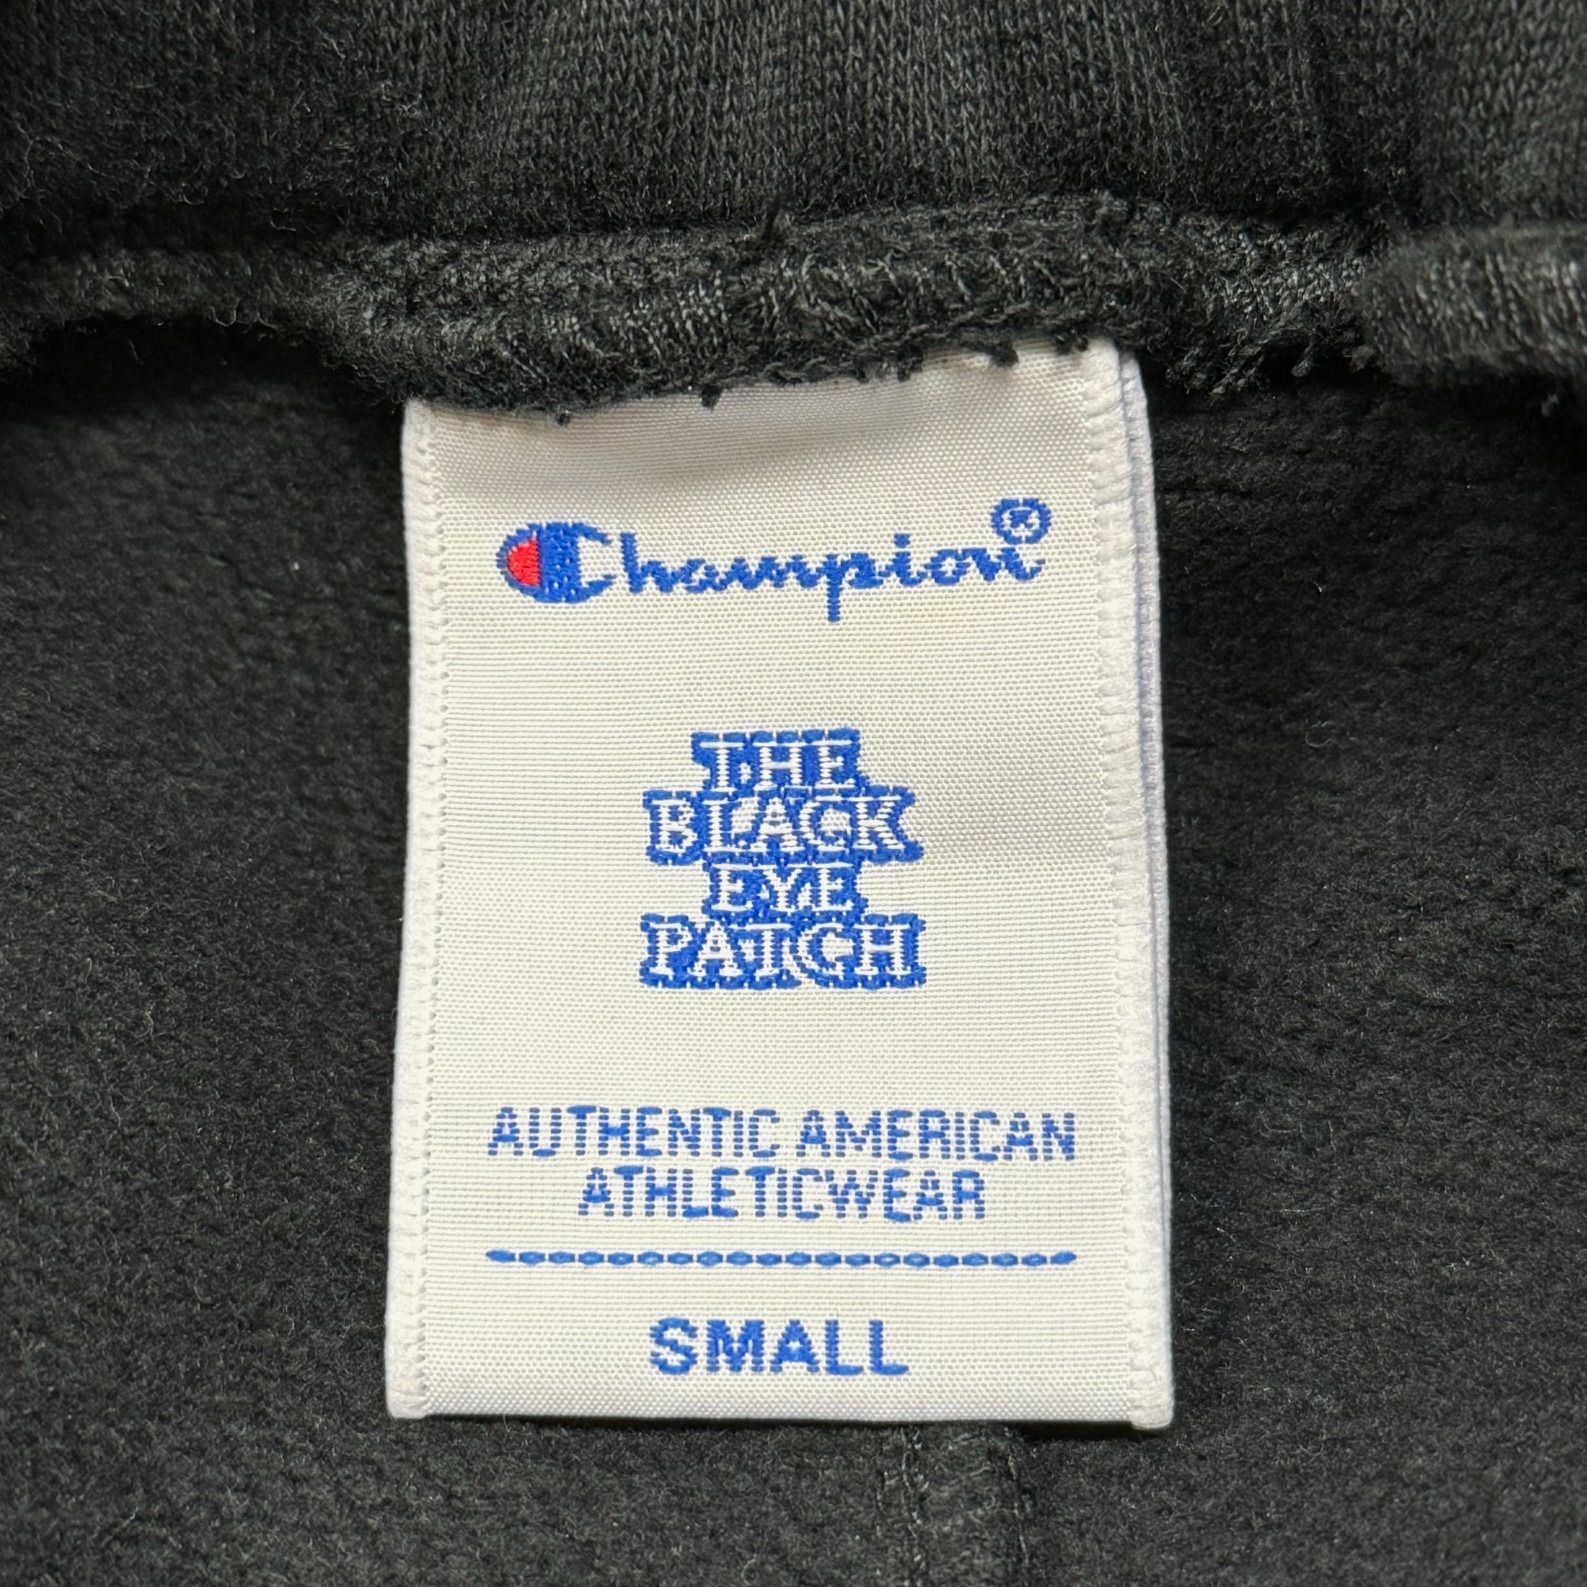 Champion®
THE
BLACK
EYE
PATCH
AUTHENTIC AMERICAN
ATHLETICWEAR
SMALL